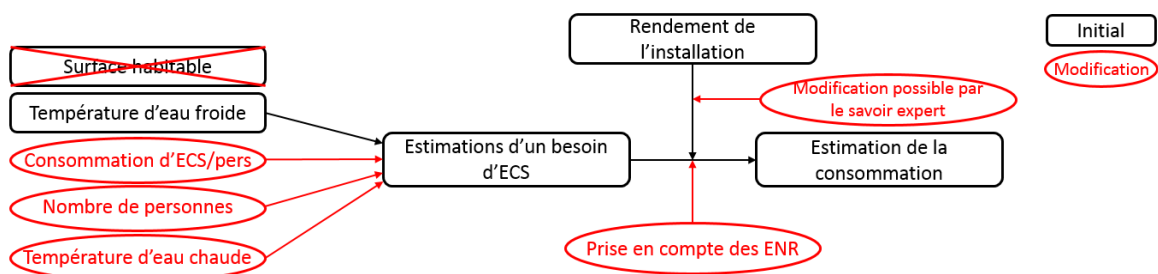 Surface habitable
Température d'eau froide
Consommation d'ECS/pers
Nombre de personnes
Température d'eau chaude
Estimations d'un besoin
d'ECS
Rendement de
l'installation
Modification possible par
le savoir expert
Prise en compte des ENR
Estimation de la
consommation
Initial
Modification